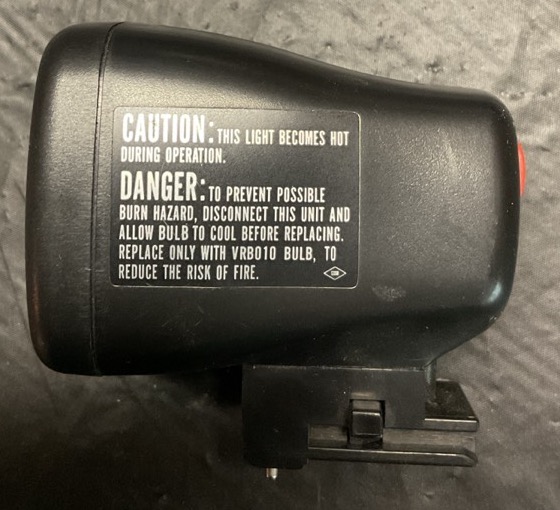 CAUTION: THIS LIGHT BECOMES HOT
DURING OPERATION.
DANGER: TO PREVENT POSSIBLE
BURN HAZARD, DISCONNECT THIS UNIT AND
ALLOW BULB TO COOL BEFORE REPLACING.
REPLACE ONLY WITH VRB010 BULB, TO
REDUCE THE RISK OF FIRE.